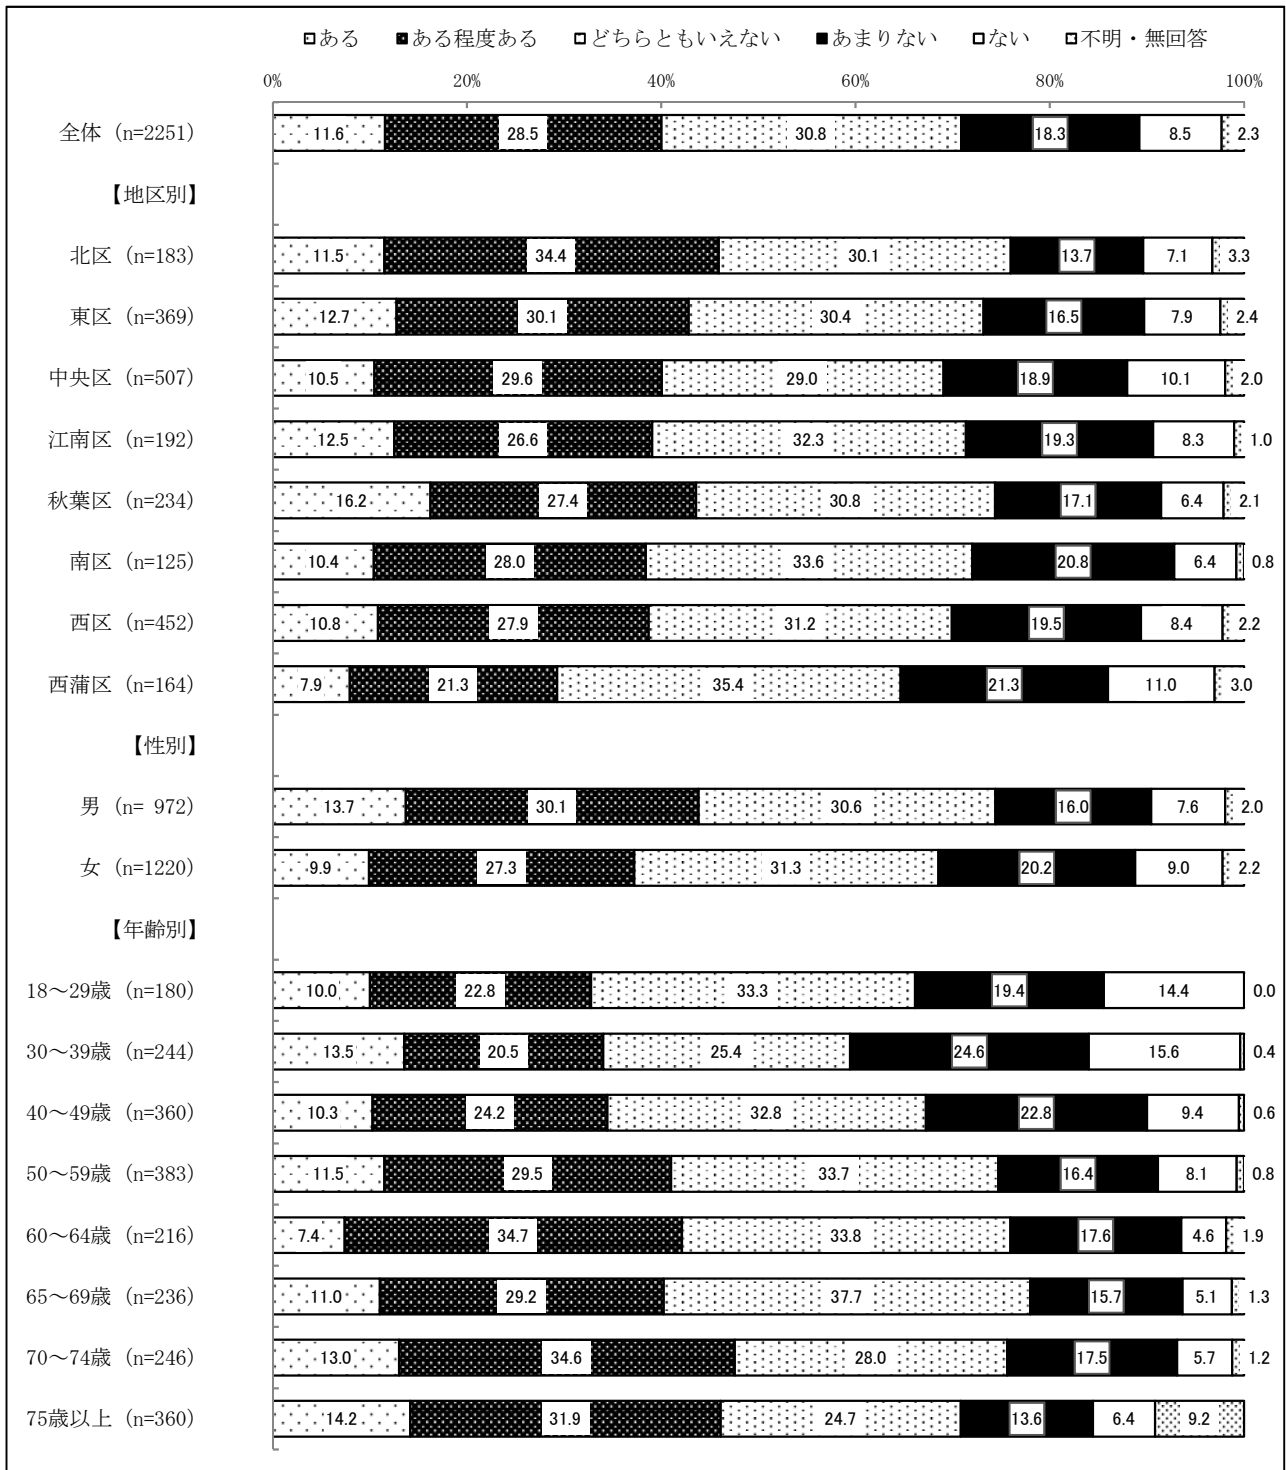 ある ある程度ある どちらともいえない あまりない ない 不明・無回答
0% 20% 40% 60% 80% 100%
全体 (n=2251) 11.6 28.5 30.8 18.3 8.5 2.3
【地区別】
北区 (n=183) 11.5 34.4 30.1 13.7 7.1 3.3
東区 (n=369) 12.7 30.1 30.4 16.5 7.9 2.4
中央区 (n=507) 10.5 29.6 29.0 18.9 10.1 2.0
江南区 (n=192) 12.5 26.6 32.3 19.3 8.3 1.0
秋葉区 (n=234) 16.2 27.4 30.8 17.1 6.4 2.1
南区 (n=125) 10.4 28.0 33.6 20.8 6.4 0.8
西区 (n=452) 10.8 27.9 31.2 19.5 8.4 2.2
西蒲区 (n=164) 7.9 21.3 35.4 21.3 11.0 3.0
【性別】
男 (n= 972) 13.7 30.1 30.6 16.0 7.6 2.0
女 (n=1220) 9.9 27.3 31.3 20.2 9.0 2.2
【年齢別】
18～29歳 (n=180) 10.0 22.8 33.3 19.4 14.4 0.0
30～39歳 (n=244) 13.5 20.5 25.4 24.6 15.6 0.4
40～49歳 (n=360) 10.3 24.2 32.8 22.8 9.4 0.6
50～59歳 (n=383) 11.5 29.5 33.7 16.4 8.1 0.8
60～64歳 (n=216) 7.4 34.7 33.8 17.6 4.6 1.9
65～69歳 (n=236) 11.0 29.2 37.7 15.7 5.1 1.3
70～74歳 (n=246) 13.0 34.6 28.0 17.5 5.7 1.2
75歳以上 (n=360) 14.2 31.9 24.7 13.6 6.4 9.2